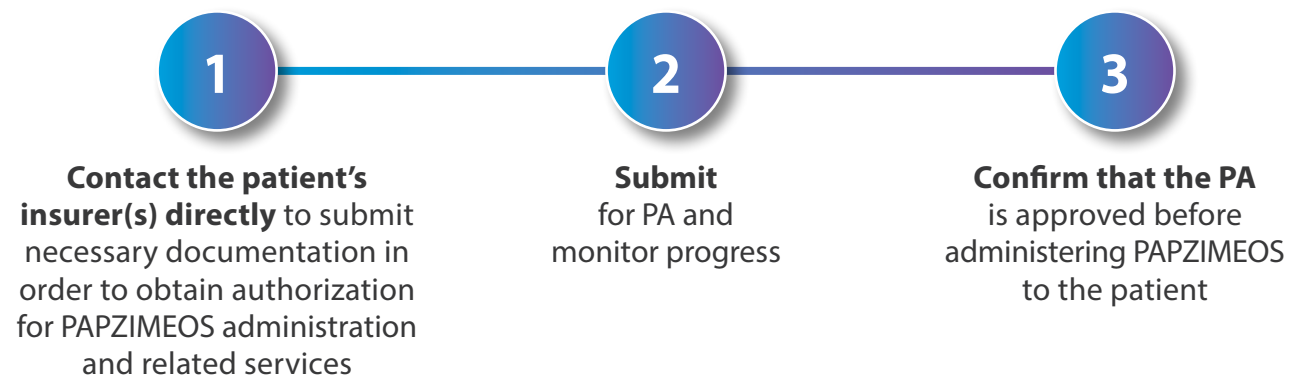 1
Contact the patient’s
insurer(s) directly to submit
necessary documentation in
order to obtain authorization
for PAPZIMEOS administration
and related services
2
Submit
for PA and
monitor progress
3
Confirm that the PA
is approved before
administering PAPZIMEOS
to the patient